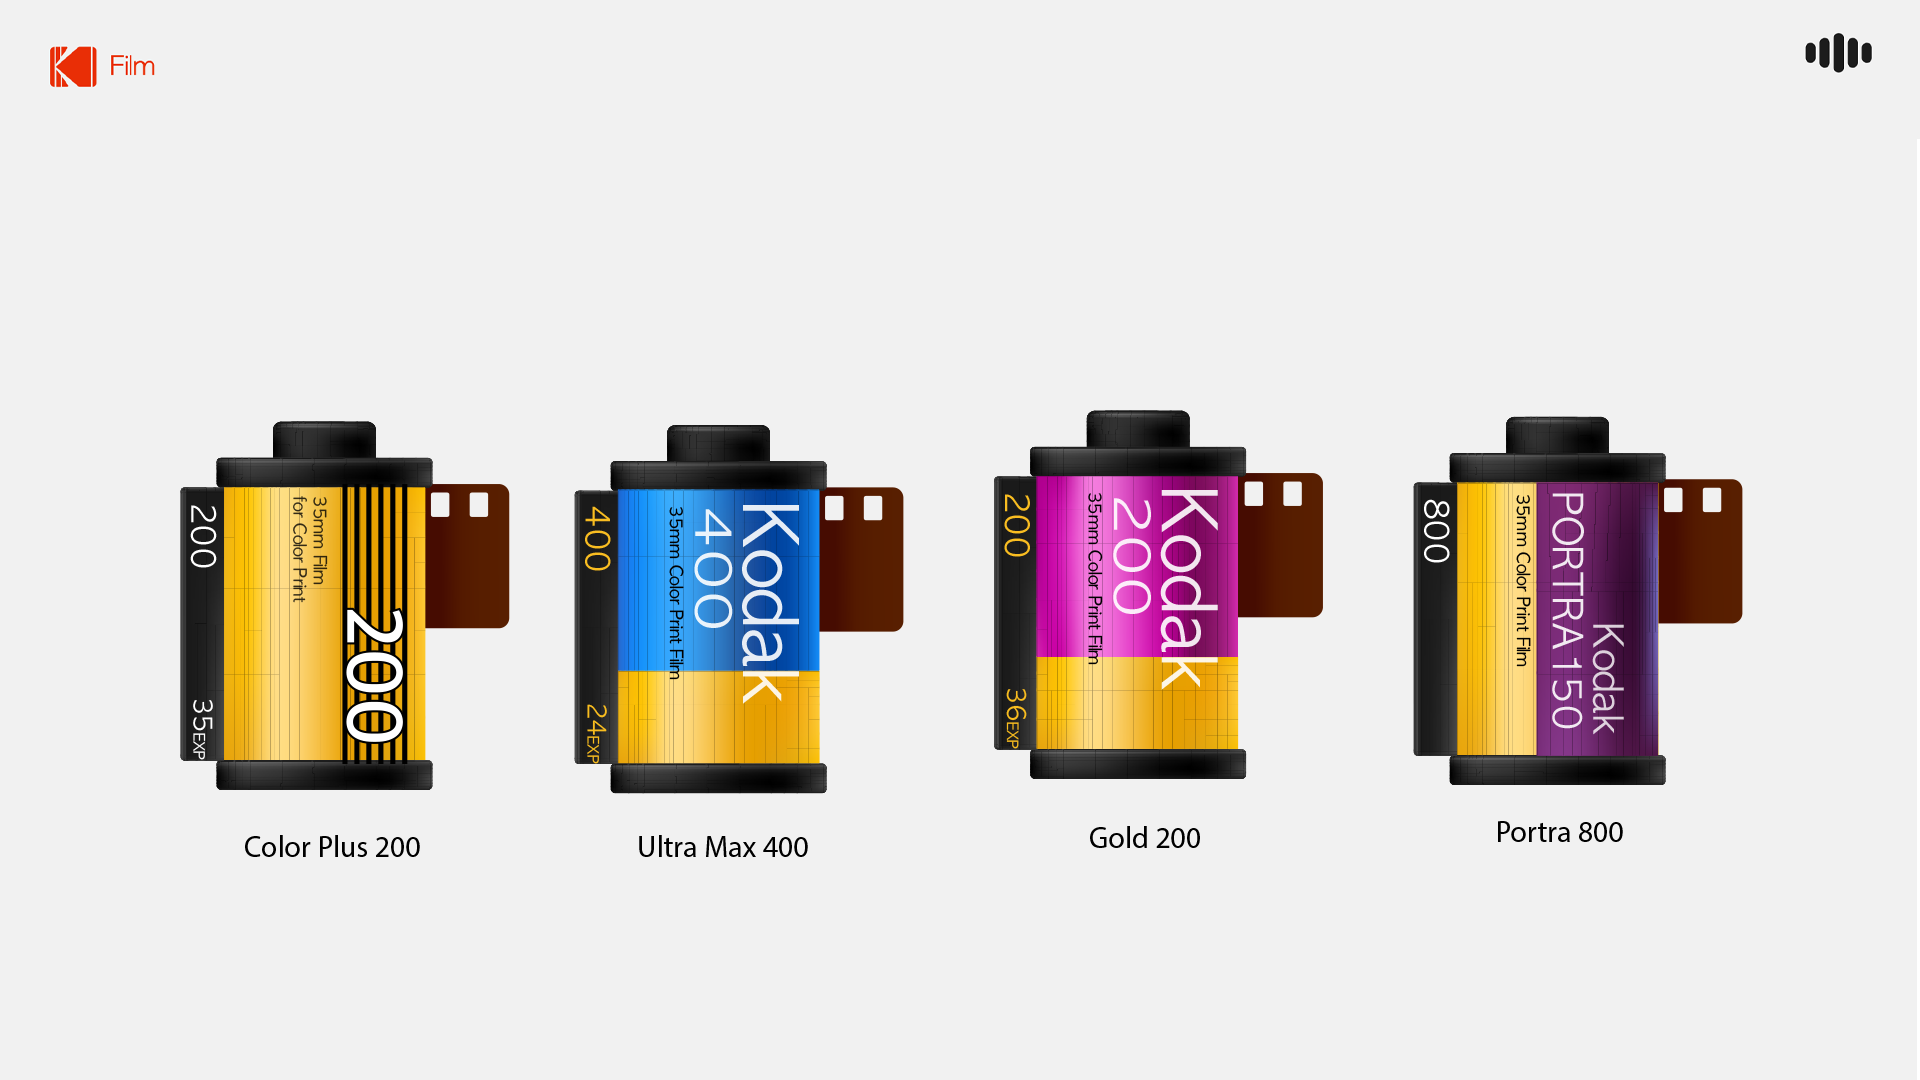 Film
200
35EXP
35mm Film
for Color Print
200
400
24EXP
35mm Color Print Film
400
Kodak
200
36EXP
35mm Color Print Film
200
Kodak
800
35mm Color Print Film
PORTRA 150
Kodak
Color Plus 200
Ultra Max 400
Gold 200
Portra 800